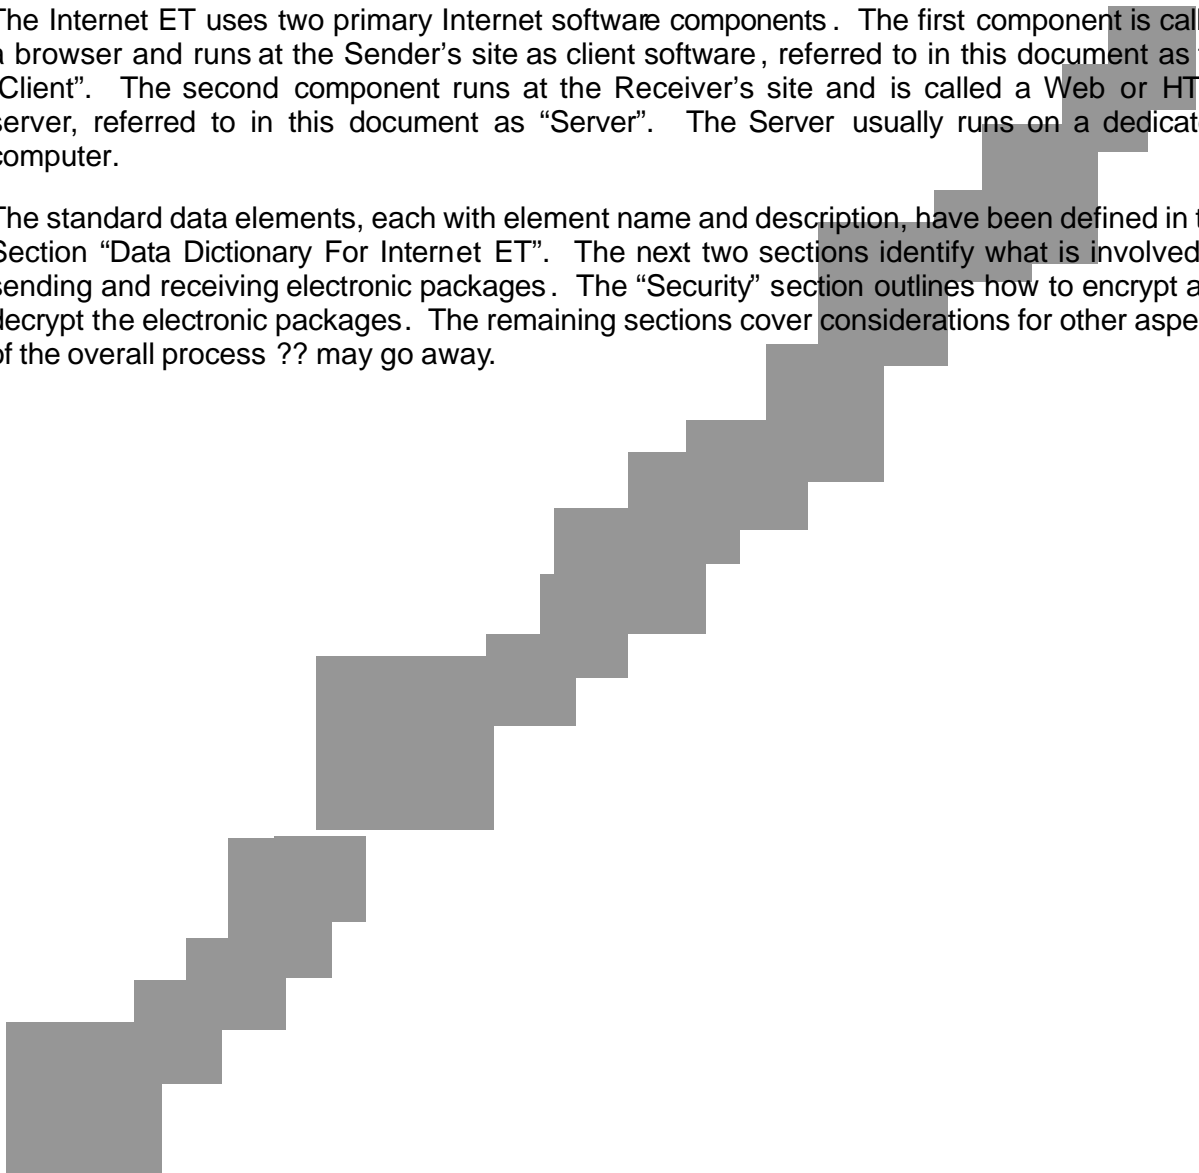 The Internet ET uses two primary Internet software components. The first component is call
a browser and runs at the Sender's site as client software, referred to in this document as
Client”. The second component runs at the Receiver's site and is called a Web or HT
server, referred to in this document as “Server”. The Server usually runs on a dedicat
computer.
The standard data elements, each with element name and description, have been defined in t
Section “Data Dictionary For Internet ET”. The next two sections identify what is involved
sending and receiving electronic packages. The “Security” section outlines how to encrypt a
decrypt the electronic packages. The remaining sections cover considerations for other aspe
of the overall process ?? may go away.